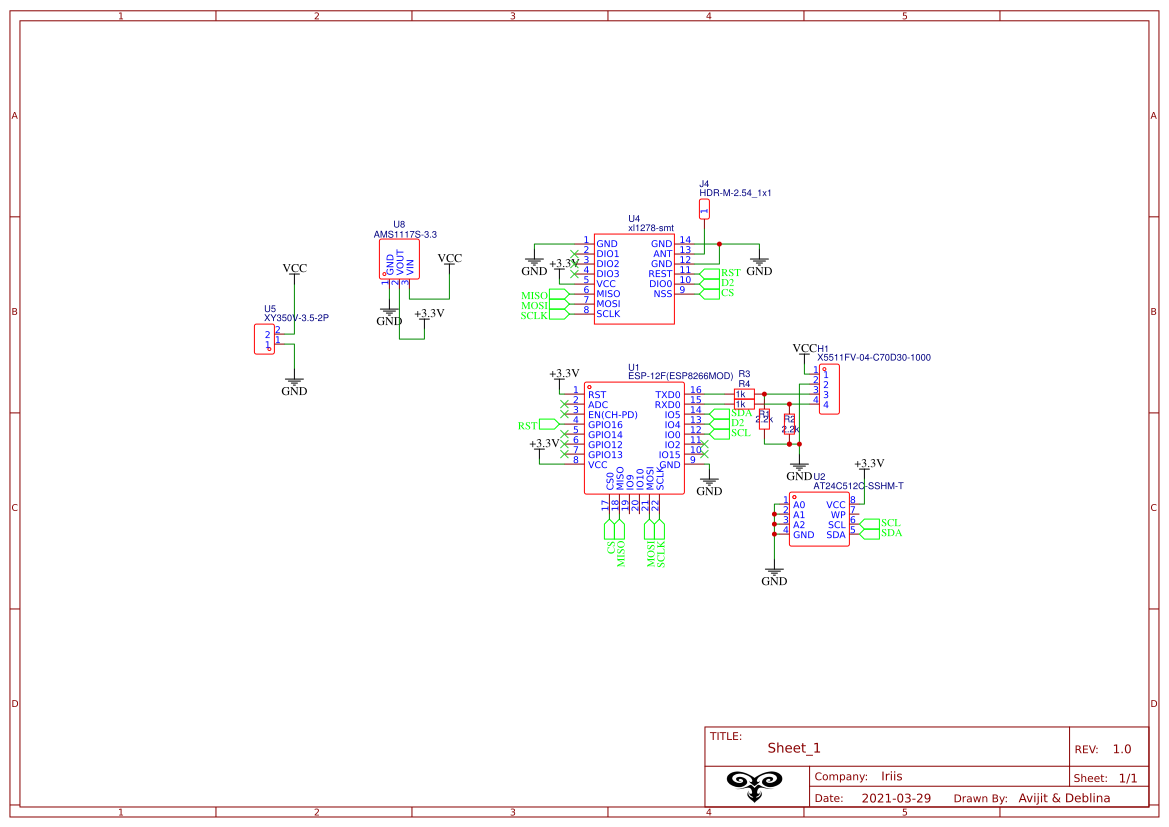 1 2 3 4 5
A A
B B
C C
D D
1 2 3 4 5
J4
HDR-M-2.54_1x1
1
U4
xl1278-smt
1 GND
2 DIO1
3 DIO2
4 DIO3
5 VCC
6 MISO
7 MOSI
8 SCLK
GND 14
ANT 13
GND 12
REST 11
DIO0 10
NSS 9
GND
+3.3V
MISO
MOSI
SCLK
GND
RST
D2
CS
U8
AMS1117S-3.3
GND
VOUT
VIN
1 2 3
VCC
GND
+3.3V
VCC
U5
XY350V-3.5-2P
2 2
1 1
GND
U1
ESP-12F(ESP8266MOD)
+3.3V
1 RST
2 ADC
3 EN(CH-PD)
4 GPIO16
5 GPIO14
6 GPIO12
7 GPIO13
8 VCC
RST
+3.3V
TXD0 16
RXD0 15
IO5 14
IO4 13
IO0 12
IO2 11
IO15 10
GND 9
CS0
MISO
IO9
IO10
MOSI
SCLK
17 18 19 20 21 22
CS
MISO
MOSI
SCLK
SDA
D2
SCL
GND
R3
R4
1k
1k
R1
2.2k
R2
2.2k
VCC
H1
X5511FV-04-C70D30-1000
1 1
2 2
3 3
4 4
GND
+3.3V
U2
AT24C512C-SSHM-T
1 A0
2 A1
3 A2
4 GND
VCC 8
WP 7
SCL 6
SDA 5
SCL
SDA
GND
TITLE:
Sheet_1
REV: 1.0
Company: Iriis
Sheet: 1/1
Date: 2021-03-29 Drawn By: Avijit & Deblina